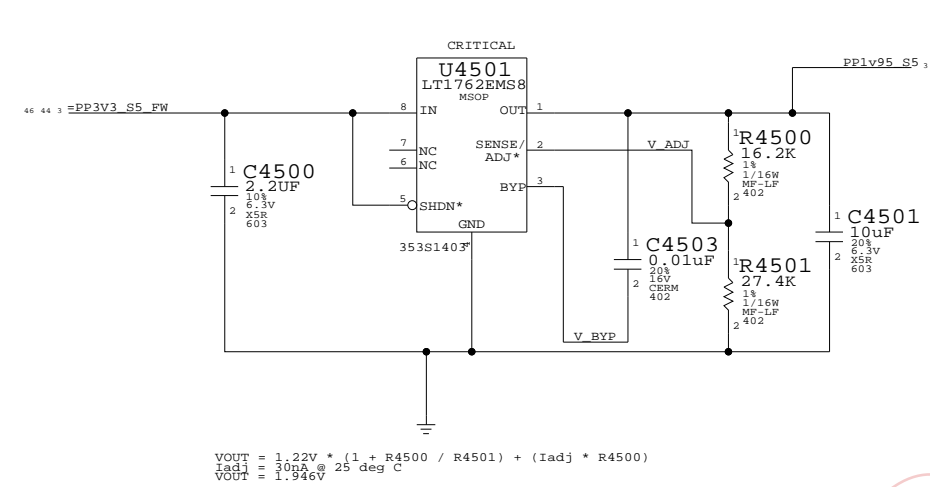 CRITICAL
U4501
LT1762EMS8
MSOP
PP1v95_S5 3
46 44 3 =PP3V3_S5_FW
8 IN
OUT 1
7 NC
6 NC
SENSE/ 2
ADJ*
V_ADJ
BYP 3
5 SHDN*
GND
4
353S1403
1
C4500
2.2UF
10%
6.3V
X5R
603
2
1
R4500
16.2K
1%
1/16W
MF-LF
402
2
1
C4501
10uF
20%
6.3V
X5R
603
2
1
C4503
0.01uF
20%
16V
CERM
402
2
1
R4501
27.4K
1%
1/16W
MF-LF
402
2
V_BYP
VOUT = 1.22V * (1 + R4500 / R4501) + (Iadj * R4500)
Iadj = 30nA @ 25 deg C
VOUT = 1.946V